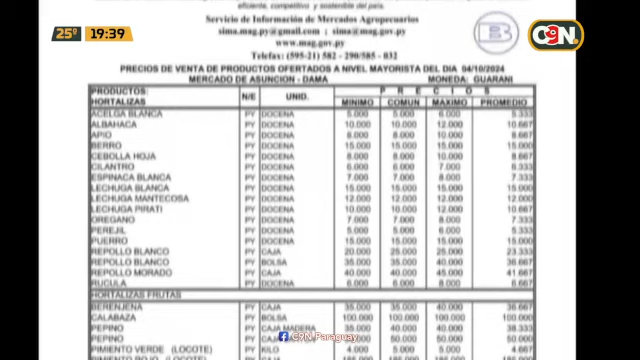 25° 19:39
C9N
eficiente, competitivo y sostenible del país.
Servicio de Información de Mercados Agropecuarios
sima.mag.py@gmail.com ; sima@mag.gov.py
www.mag.gov.py
Telefax: (595-21) 582 - 290/585 - 032
B
PRECIOS DE VENTA DE PRODUCTOS OFERTADOS A NIVEL MAYORISTA DEL DIA 04/10/2024
MERCADO DE ASUNCION - DAMA MONEDA: GUARANI
PRODUCTOS: N/E UNID. P R E C I O S
HORTALIZAS MINIMO COMUN MAXIMO PROMEDIO
ACELGA BLANCA PY DOCENA 5.000 5.000 6.000 5.333
ALBAHACA PY DOCENA 10.000 10.000 12.000 10.667
APIO PY DOCENA 8.000 8.000 10.000 8.667
BERRO PY DOCENA 15.000 15.000 15.000 15.000
CEBOLLA HOJA PY DOCENA 8.000 8.000 10.000 8.667
CILANTRO PY DOCENA 6.000 6.000 7.000 6.333
ESPINACA BLANCA PY DOCENA 7.000 7.000 8.000 7.333
LECHUGA BLANCA PY DOCENA 15.000 15.000 15.000 15.000
LECHUGA MANTECOSA PY DOCENA 12.000 12.000 12.000 12.000
LECHUGA PIRATI PY DOCENA 10.000 10.000 12.000 10.667
OREGANO PY DOCENA 7.000 7.000 8.000 7.333
PEREJIL PY DOCENA 5.000 5.000 6.000 5.333
PUERRO PY DOCENA 15.000 15.000 15.000 15.000
REPOLLO BLANCO PY CAJA 20.000 25.000 25.000 23.333
REPOLLO BLANCO PY BOLSA 35.000 35.000 40.000 36.667
REPOLLO MORADO PY CAJA 40.000 40.000 45.000 41.667
RUCULA PY DOCENA 6.000 6.000 8.000 6.667
HORTALIZAS FRUTAS
BERENJENA PY CAJA 35.000 35.000 40.000 36.667
CALABAZA PY BOLSA 100.000 100.000 100.000 100.000
PEPINO PY CAJA MADERA 35.000 40.000 40.000 38.333
PEPINO PY 50.000 50.000 50.000
C9N Paraguay
PIMIENTO VERDE (LOCOTE) PY KILO 4.000 5.000 5.000 4.667